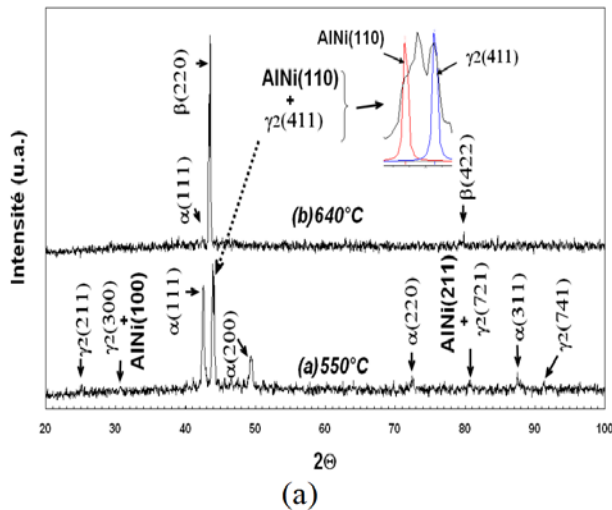 AlNi(110)
γ2(411)
AlNi(110)
+
γ2(411)
β(220)
α(111)
(b)640°C
β(422)
Intensité (u.a.)
γ2(211)
γ2(300)
+
AlNi(100)
α(111)
α(200)
(a)550°C
α(220)
AlNi(211)
+
γ2(721)
α(311)
γ2(741)
20 30 40 50 60 70 80 90 100
2Θ
(a)